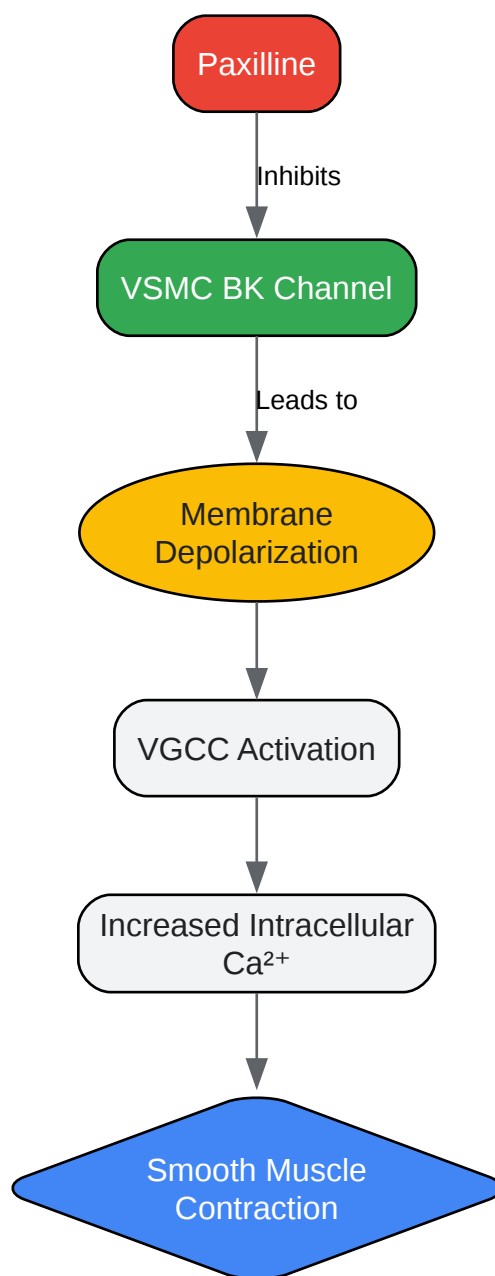 Paxilline
Inhibits
VSMC BK Channel
Leads to
Membrane
Depolarization
VGCC Activation
Increased Intracellular
Ca²⁺
Smooth Muscle
Contraction